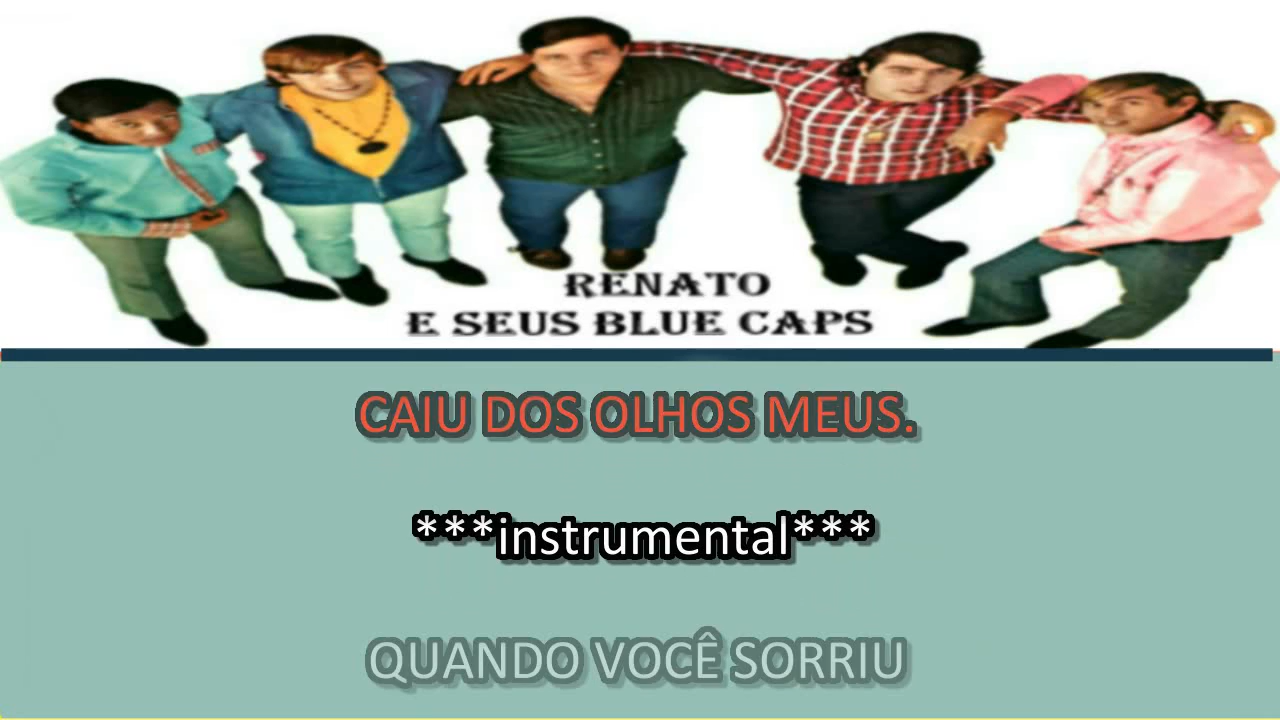 RENATO
E SEUS BLUE CAPS
CAIU DOS OLHOS MEUS.
***instrumental***
QUANDO VOCÊ SORRIU